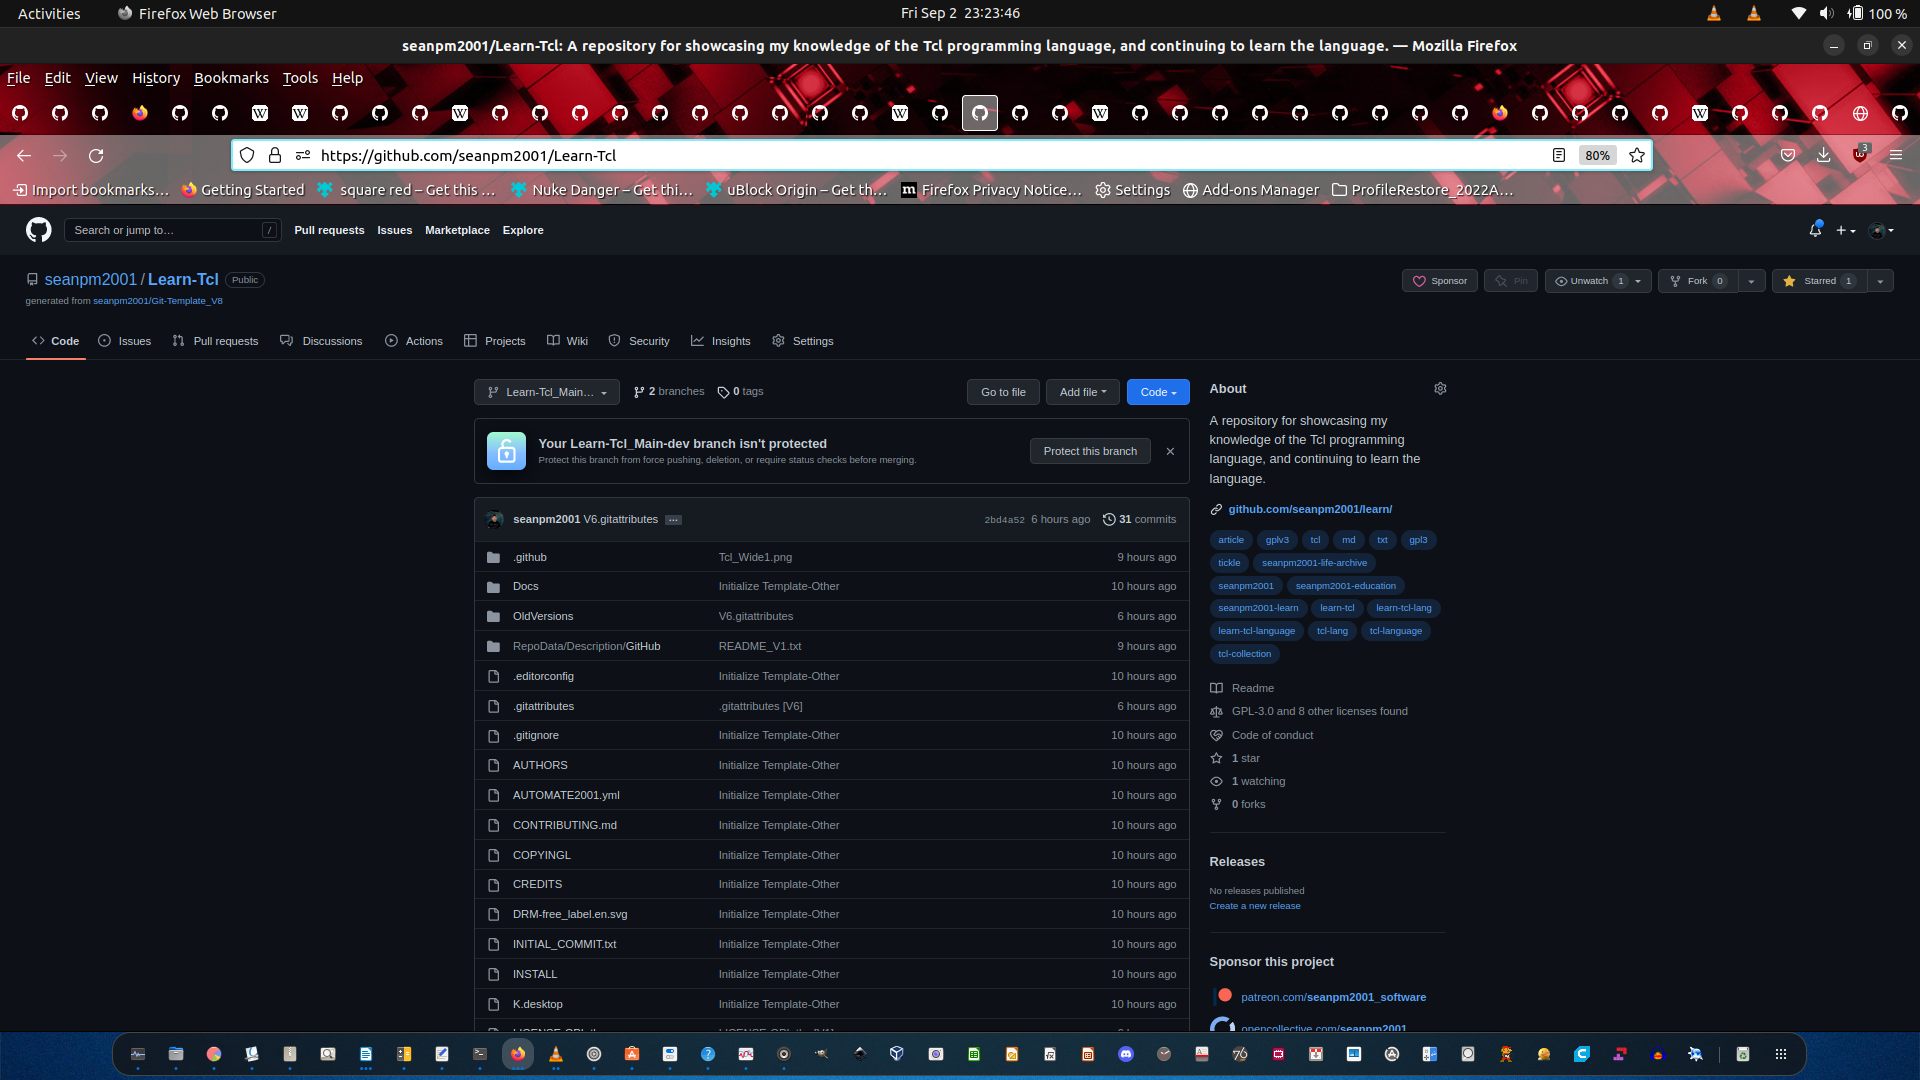 Activities
Firefox Web Browser
Fri Sep 2 23:23:46
100 %
seanpm2001/Learn-Tcl: A repository for showcasing my knowledge of the Tcl programming language, and continuing to learn the language. — Mozilla Firefox
File Edit View History Bookmarks Tools Help
https://github.com/seanpm2001/Learn-Tcl
80%
3
Import bookmarks…
Getting Started
square red – Get this …
Nuke Danger – Get thi…
uBlock Origin – Get th…
Firefox Privacy Notice…
Settings
Add-ons Manager
ProfileRestore_2022A…
Search or jump to…
/
Pull requests Issues Marketplace Explore
seanpm2001 / Learn-Tcl Public
generated from seanpm2001/Git-Template_V8
Sponsor
Pin
Unwatch 1
Fork 0
Starred 1
Code
Issues
Pull requests
Discussions
Actions
Projects
Wiki
Security
Insights
Settings
Learn-Tcl_Main…
2 branches
0 tags
Go to file
Add file
Code
Your Learn-Tcl_Main-dev branch isn't protected
Protect this branch from force pushing, deletion, or require status checks before merging.
Protect this branch
seanpm2001 V6.gitattributes …
2bd4a52 6 hours ago
31 commits
.github Tcl_Wide1.png 9 hours ago
Docs Initialize Template-Other 10 hours ago
OldVersions V6.gitattributes 6 hours ago
RepoData/Description/GitHub README_V1.txt 9 hours ago
.editorconfig Initialize Template-Other 10 hours ago
.gitattributes .gitattributes [V6] 6 hours ago
.gitignore Initialize Template-Other 10 hours ago
AUTHORS Initialize Template-Other 10 hours ago
AUTOMATE2001.yml Initialize Template-Other 10 hours ago
CONTRIBUTING.md Initialize Template-Other 10 hours ago
COPYINGL Initialize Template-Other 10 hours ago
CREDITS Initialize Template-Other 10 hours ago
DRM-free_label.en.svg Initialize Template-Other 10 hours ago
INITIAL_COMMIT.txt Initialize Template-Other 10 hours ago
INSTALL Initialize Template-Other 10 hours ago
K.desktop Initialize Template-Other 10 hours ago
About
A repository for showcasing my
knowledge of the Tcl programming
language, and continuing to learn the
language.
github.com/seanpm2001/learn/
article gplv3 tcl md txt gpl3
tickle seanpm2001-life-archive
seanpm2001 seanpm2001-education
seanpm2001-learn learn-tcl learn-tcl-lang
learn-tcl-language tcl-lang tcl-language
tcl-collection
Readme
GPL-3.0 and 8 other licenses found
Code of conduct
1 star
1 watching
0 forks
Releases
No releases published
Create a new release
Sponsor this project
patreon.com/seanpm2001_software
opencollective.com/seanpm2001